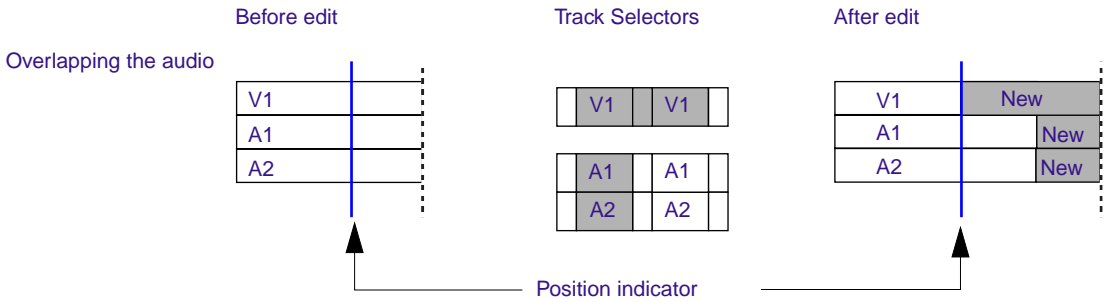 Before edit
Track Selectors
After edit
Overlapping the audio
V1
A1
A2
V1 V1
A1 A1
A2 A2
V1 New
A1 New
A2 New
Position indicator